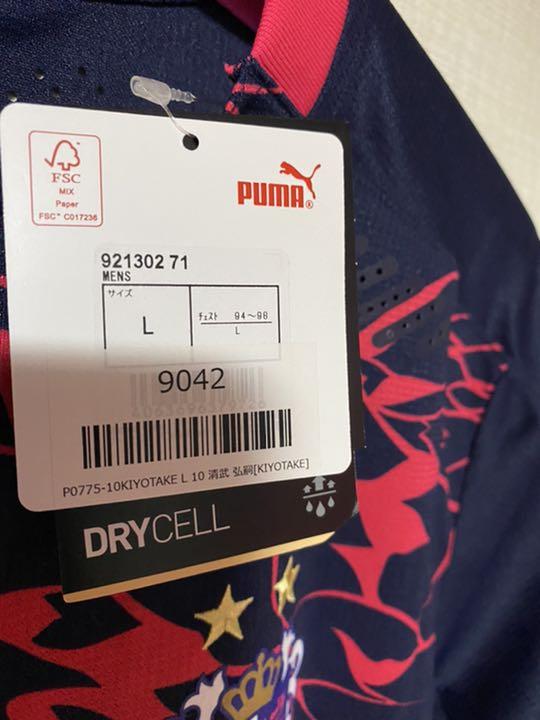 FSC
MIX
Paper
FSC™ C017236
PUMA®
921302 71
MENS
サイズ
L
チェスト 94～98
L
9042
P0775-10KIYOTAKE L 10 清武 弘嗣[KIYOTAKE]
DRYCELL